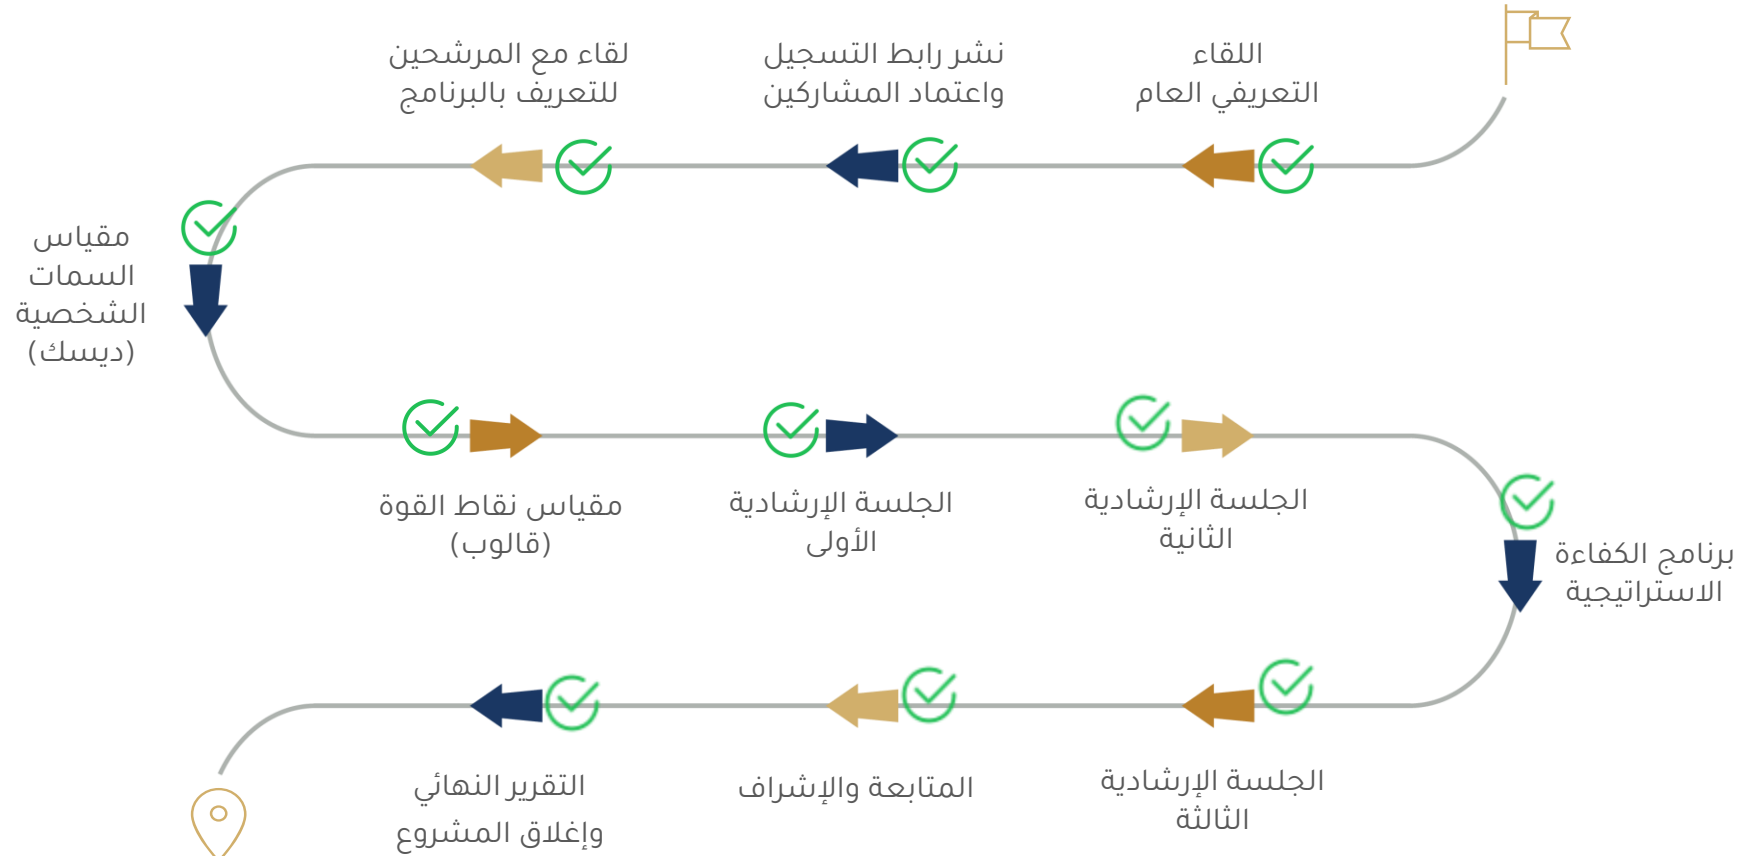 اللقاء
التعريفي العام
نشر رابط التسجيل
واعتماد المشاركين
لقاء مع المرشحين
للتعريف بالبرنامج
مقياس
السمات
الشخصية
(ديسك)
مقياس نقاط القوة
(قالوب)
الجلسة الإرشادية
الأولى
الجلسة الإرشادية
الثانية
برنامج الكفاءة
الاستراتيجية
الجلسة الإرشادية
الثالثة
المتابعة والإشراف
التقرير النهائي
وإغلاق المشروع